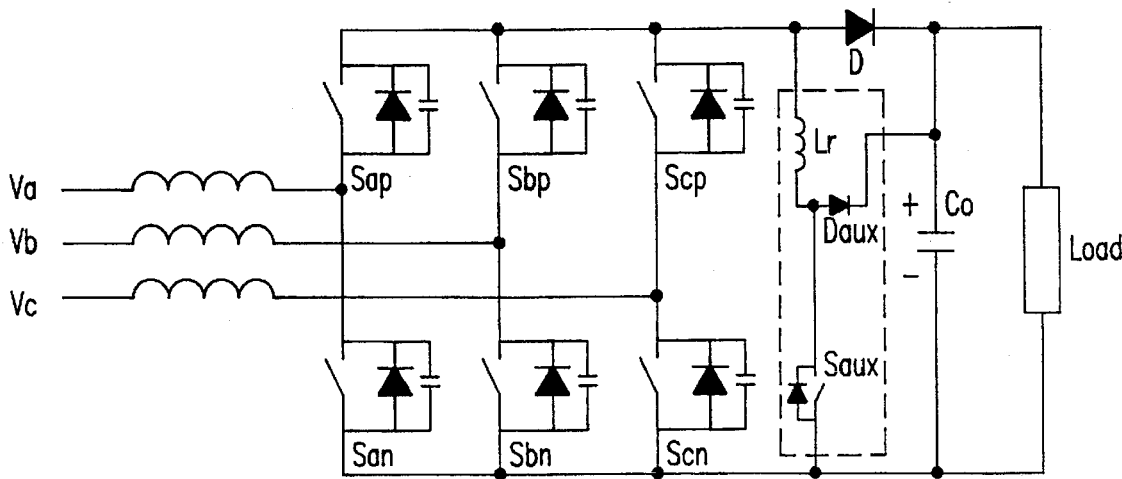 D
Lr
Sap
Sbp
Scp
Va
+
Co
Daux
Vb
Load
−
Vc
Saux
San
Sbn
Scn